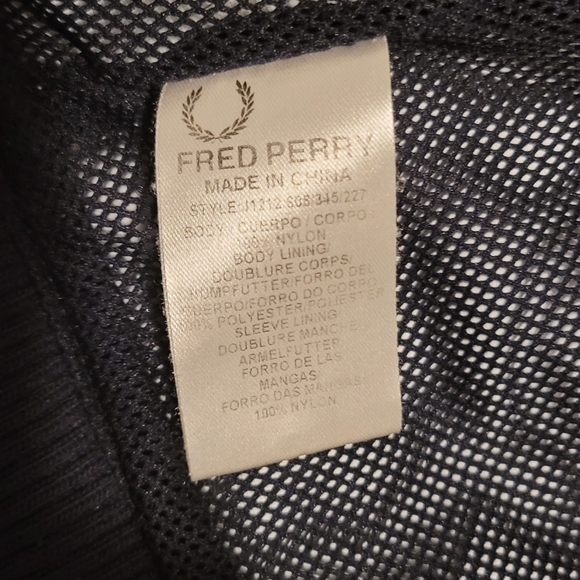 FRED PERRY
MADE IN CHINA
STYLE: J1212 S08/345/227
BODY / CUERPO / CORPO
100% NYLON
BODY LINING/
DOUBLURE CORPS/
RUMPFUTTER/FORRO DEL
CUERPO/FORRO DO CORPO
100% POLYESTER/POLIESTER
SLEEVE LINING
DOUBLURE MANCHE
ARMELFUTTER
FORRO DE LAS
MANGAS
FORRO DAS MANGAS
100% NYLON